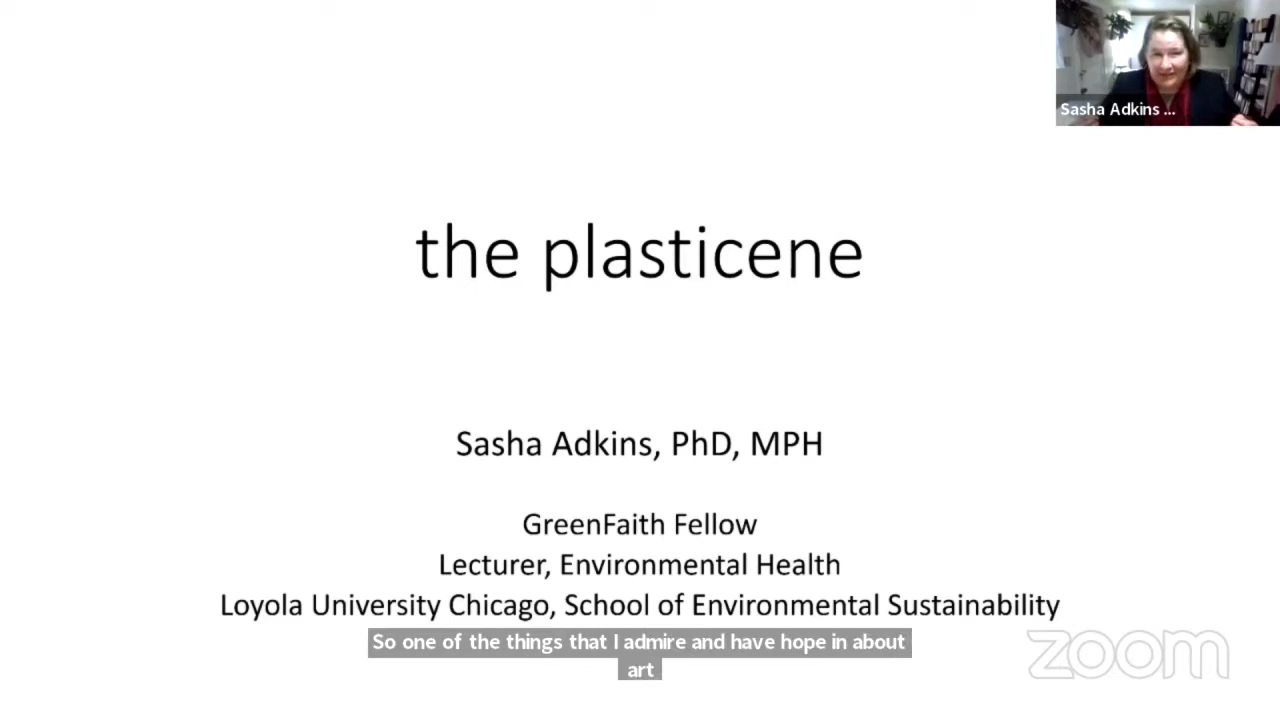 Sasha Adkins ...
the plasticene
Sasha Adkins, PhD, MPH
GreenFaith Fellow
Lecturer, Environmental Health
Loyola University Chicago, School of Environmental Sustainability
So one of the things that I admire and have hope in about
art
zoom